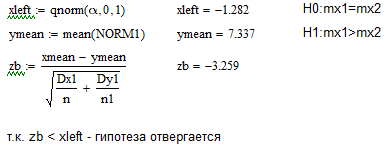 xleft := qnorm(α,0,1) xleft = −1.282 H0:mx1=mx2
ymean := mean(NORM1) ymean = 7.337 H1:mx1>mx2
zb := (xmean − ymean) / √(Dx1/n + Dy1/n1) zb = −3.259
т.к. zb < xleft - гипотеза отвергается